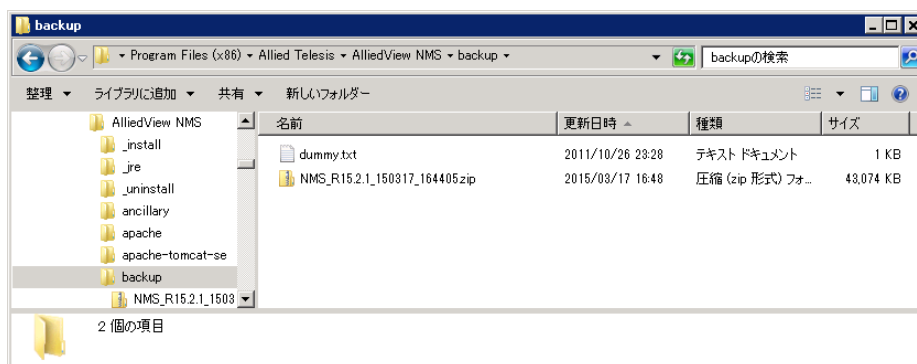 backup
Program Files (x86) Allied Telesis AlliedView NMS backup
backupの検索
整理 ライブラリに追加 共有 新しいフォルダー
AlliedView NMS
_install
_jre
_uninstall
ancillary
apache
apache-tomcat-se
backup
NMS_R15.2.1_1503
名前 更新日時 種類 サイズ
dummy.txt 2011/10/26 23:28 テキスト ドキュメント 1 KB
NMS_R15.2.1_150317_164405.zip 2015/03/17 16:48 圧縮 (zip 形式) フォ... 43,074 KB
2 個の項目